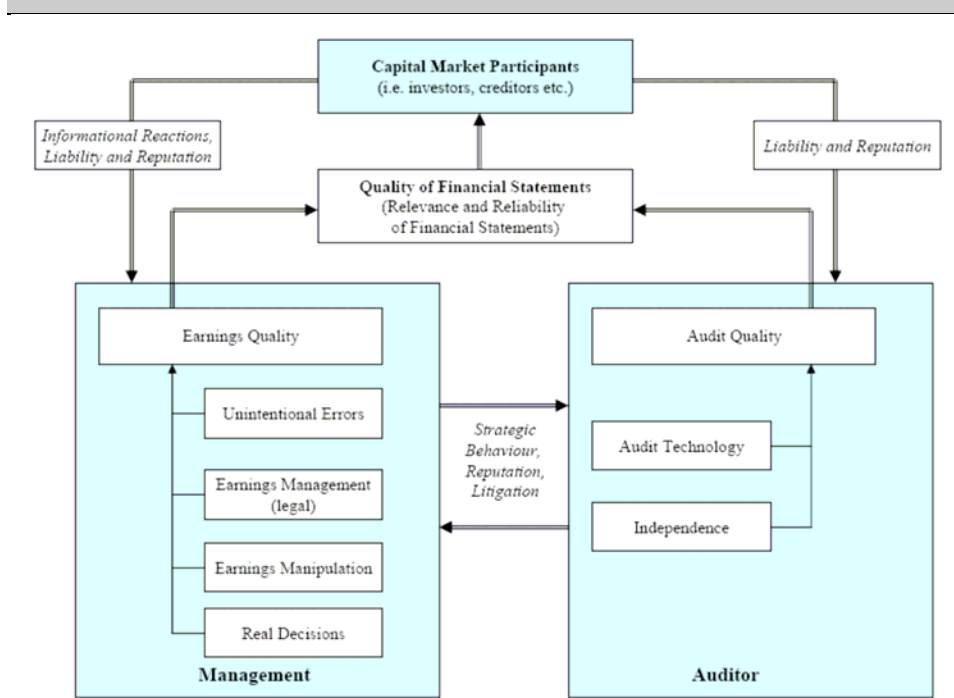 Capital Market Participants
(i.e. investors, creditors etc.)
Informational Reactions,
Liability and Reputation
Liability and Reputation
Quality of Financial Statements
(Relevance and Reliability
of Financial Statements)
Earnings Quality
Unintentional Errors
Earnings Management
(legal)
Earnings Manipulation
Real Decisions
Management
Strategic
Behaviour,
Reputation,
Litigation
Audit Quality
Audit Technology
Independence
Auditor